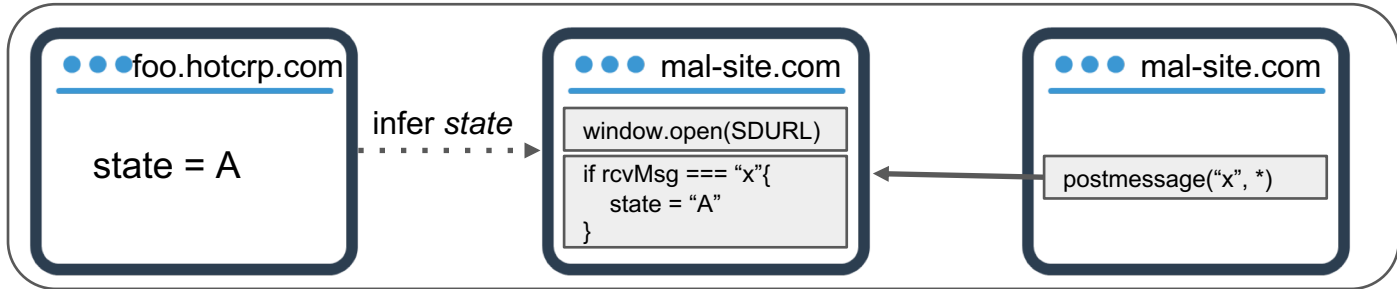 foo.hotcrp.com
state = A
infer state
mal-site.com
window.open(SDURL)
if rcvMsg === “x”{
state = “A”
}
mal-site.com
postmessage(“x”, *)